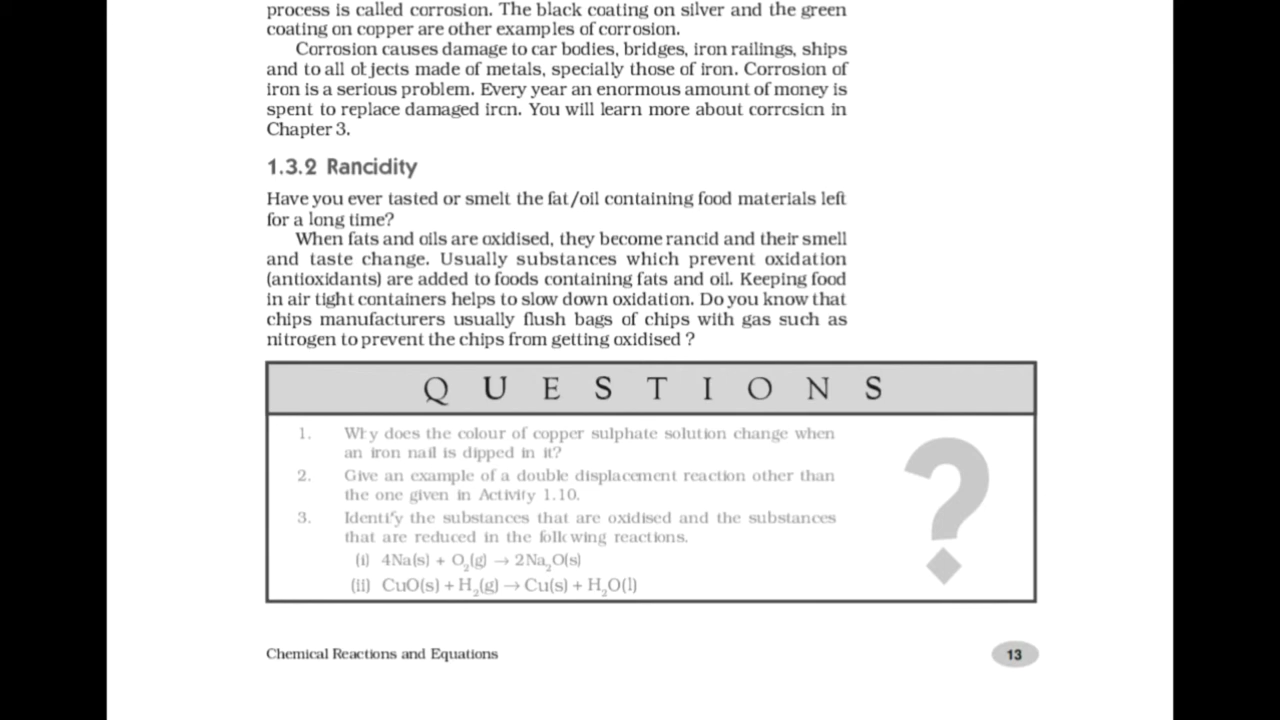 process is called corrosion. The black coating on silver and the green
coating on copper are other examples of corrosion.
Corrosion causes damage to car bodies, bridges, iron railings, ships
and to all objects made of metals, specially those of iron. Corrosion of
iron is a serious problem. Every year an enormous amount of money is
spent to replace damaged iron. You will learn more about corrosion in
Chapter 3.
1.3.2 Rancidity
Have you ever tasted or smelt the fat/oil containing food materials left
for a long time?
When fats and oils are oxidised, they become rancid and their smell
and taste change. Usually substances which prevent oxidation
(antioxidants) are added to foods containing fats and oil. Keeping food
in air tight containers helps to slow down oxidation. Do you know that
chips manufacturers usually flush bags of chips with gas such as
nitrogen to prevent the chips from getting oxidised ?
Q U E S T I O N S
1. Why does the colour of copper sulphate solution change when
an iron nail is dipped in it?
2. Give an example of a double displacement reaction other than
the one given in Activity 1.10.
3. Identify the substances that are oxidised and the substances
that are reduced in the following reactions.
(i) 4Na(s) + O₂(g) → 2Na₂O(s)
(ii) CuO(s) + H₂(g) → Cu(s) + H₂O(l)
?
Chemical Reactions and Equations
13